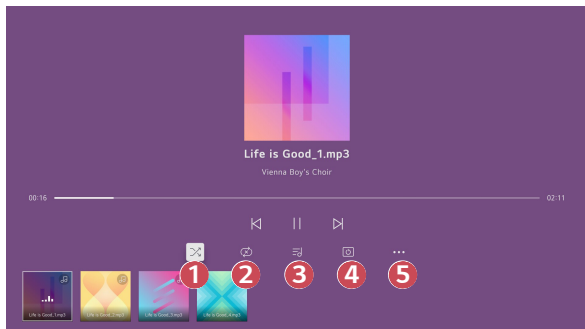 Life is Good_1.mp3
Vienna Boy's Choir
00:16
02:11
1
2
3
4
5
Life is Good_1.mp3
Life is Good_2.mp3
Life is Good_3.mp3
Life is Good_4.mp3